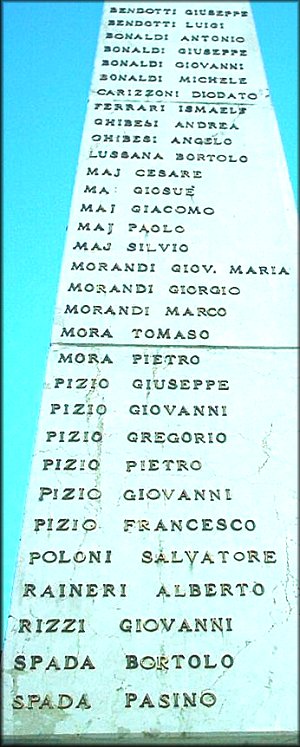 BENDOTTI GIUSEPPE
BENDOTTI LUIGI
BONALDI ANTONIO
BONALDI GIUSEPPE
BONALDI GIOVANNI
BONALDI MICHELE
CARIZZONI DIODATO
FERRARI ISMAELE
GHIBESI ANDREA
GHIBESI ANGELO
LUSSANA BORTOLO
MAJ CESARE
MA GIOSUÈ
MAJ GIACOMO
MAJ PAOLO
MAJ SILVIO
MORANDI GIOV. MARIA
MORANDI GIORGIO
MORANDI MARCO
MORA TOMASO
MORA PIETRO
PIZIO GIUSEPPE
PIZIO GIOVANNI
PIZIO GREGORIO
PIZIO PIETRO
PIZIO GIOVANNI
PIZIO FRANCESCO
POLONI SALVATORE
RAINERI ALBERTO
RIZZI GIOVANNI
SPADA BORTOLO
SPADA PASINO